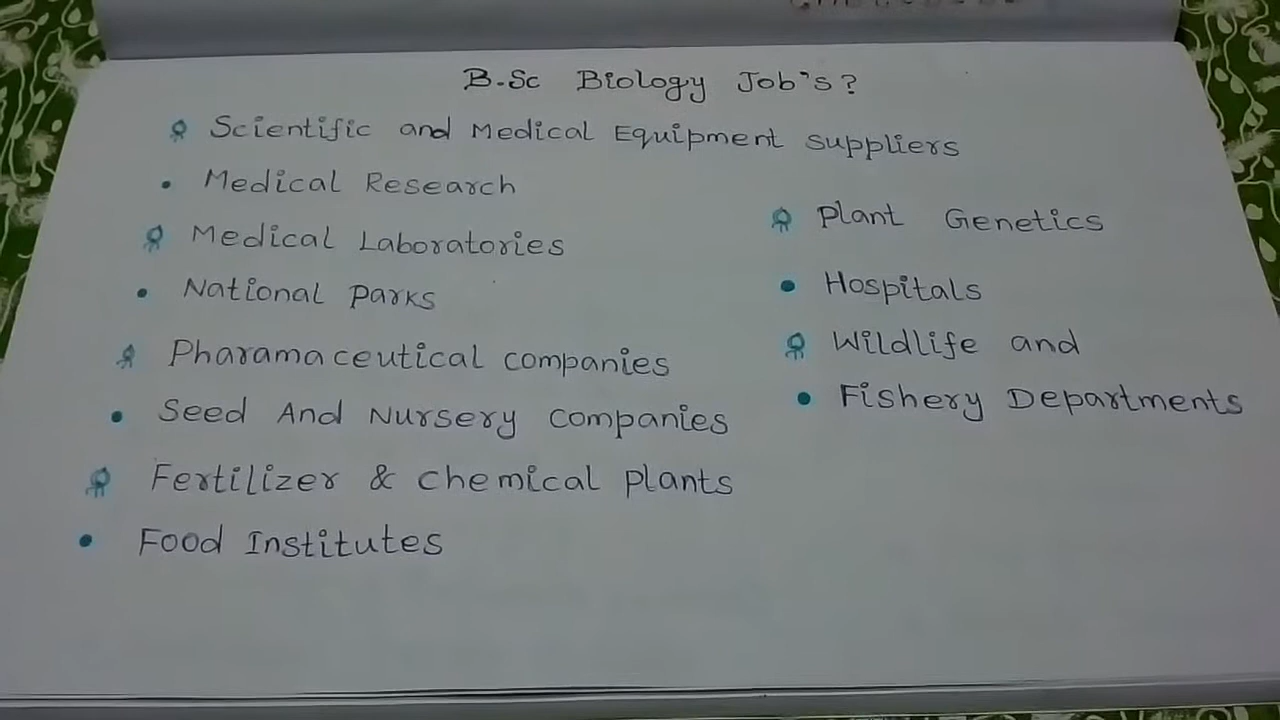 B.Sc Biology Job's?
Scientific and Medical Equipment Suppliers
• Medical Research
Medical Laboratories
• National Parks
Pharamaceutical companies
• Seed And Nursery Companies
Fertilizer & chemical plants
• Food Institutes
Plant Genetics
• Hospitals
Wildlife and
• Fishery Departments